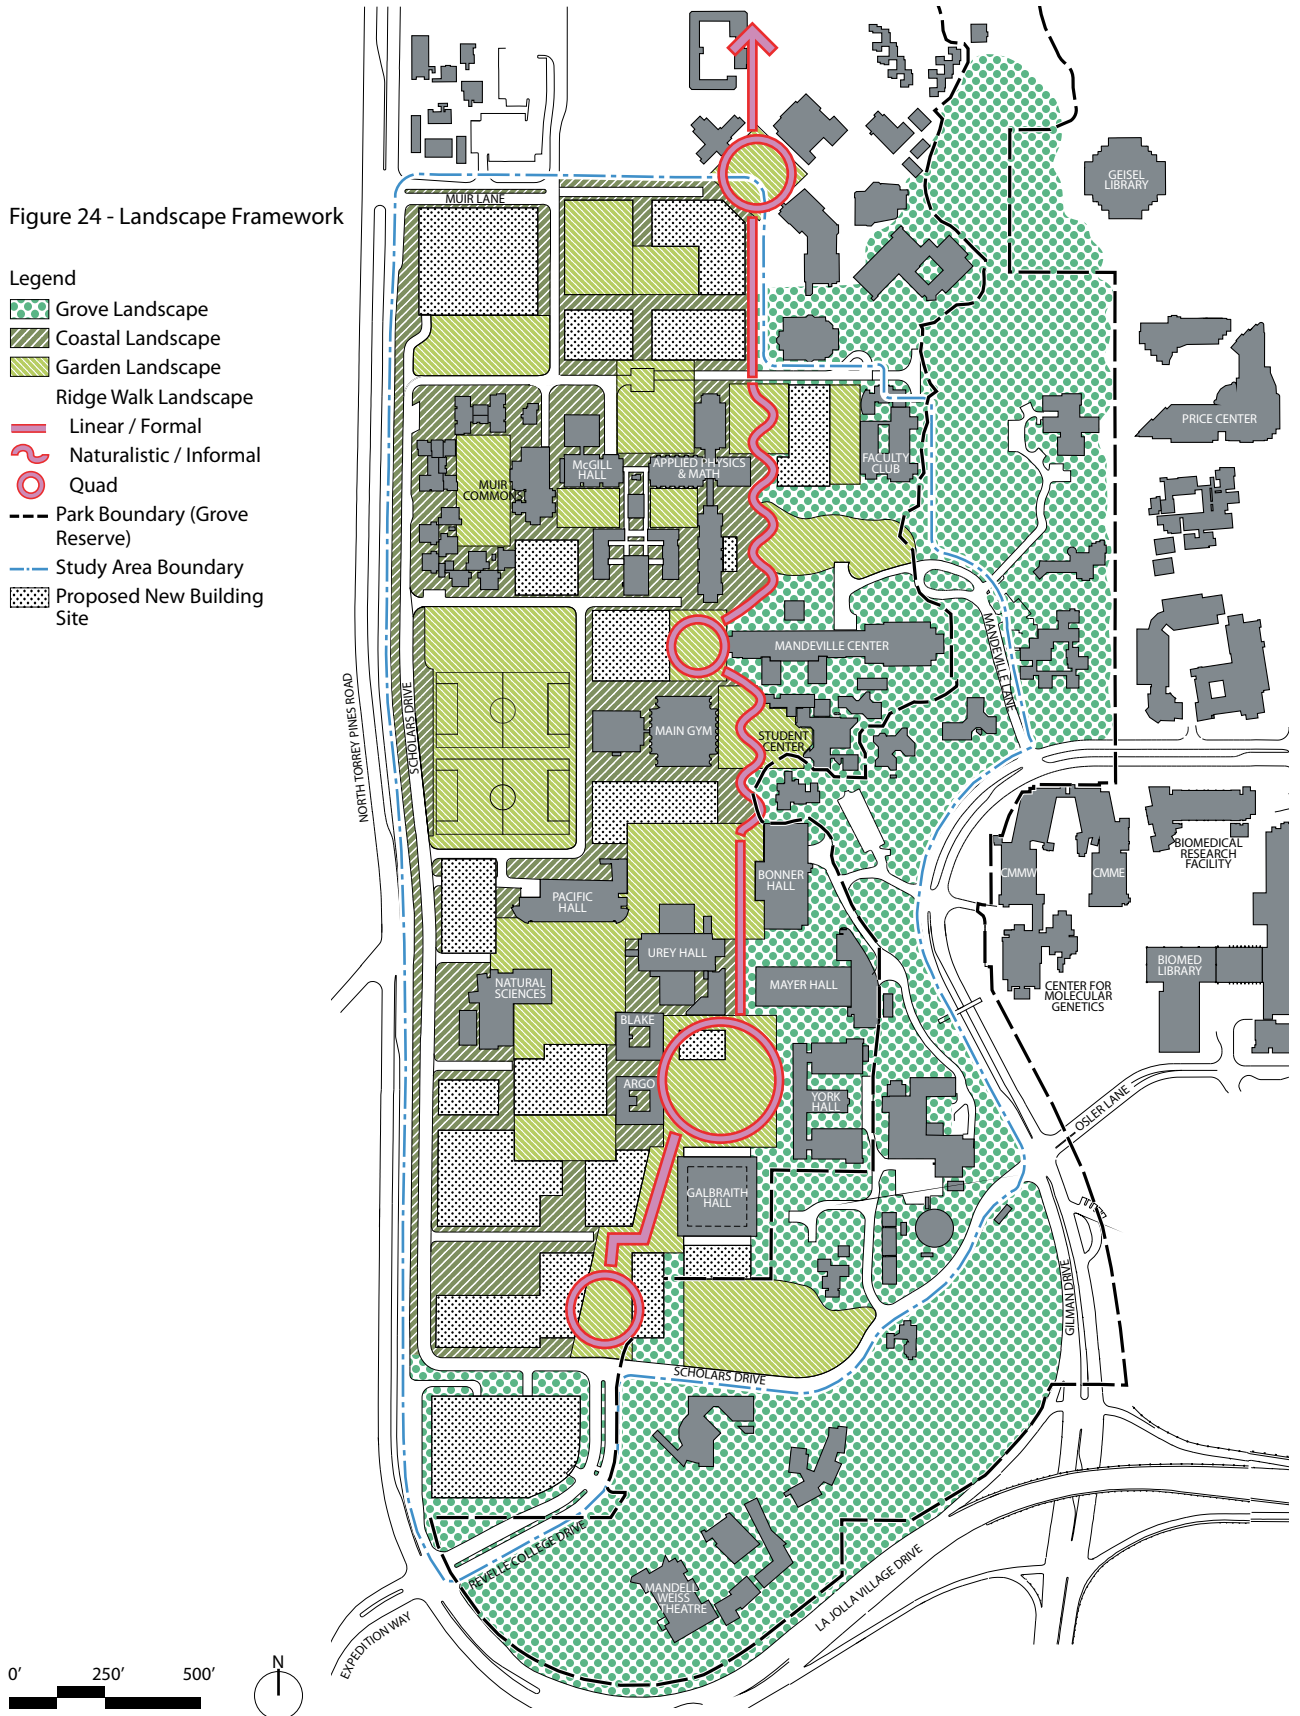 Figure 24 - Landscape Framework
Legend
Grove Landscape
Coastal Landscape
Garden Landscape
Ridge Walk Landscape
Linear / Formal
Naturalistic / Informal
Quad
Park Boundary (Grove
Reserve)
Study Area Boundary
Proposed New Building
Site
0'
250'
500'
N
MUIR LANE
GEISEL
LIBRARY
PRICE CENTER
FACULTY
CLUB
McGILL
HALL
APPLIED PHYSICS
& MATH
MUIR
COMMONS
MANDEVILLE CENTER
MANDEVILLE LANE
NORTH TORREY PINES ROAD
SCHOLARS DRIVE
MAIN GYM
STUDENT
CENTER
BONNER
HALL
PACIFIC
HALL
UREY HALL
MAYER HALL
NATURAL
SCIENCES
BLAKE
ARGO
YORK
HALL
GALBRAITH
HALL
CMMW
CMME
BIOMEDICAL
RESEARCH
FACILITY
BIOMED
LIBRARY
CENTER FOR
MOLECULAR
GENETICS
OSLER LANE
GILMAN DRIVE
SCHOLARS DRIVE
REVELLE COLLEGE DRIVE
MANDELL
WEISS
THEATRE
LA JOLLA VILLAGE DRIVE
EXPEDITION WAY